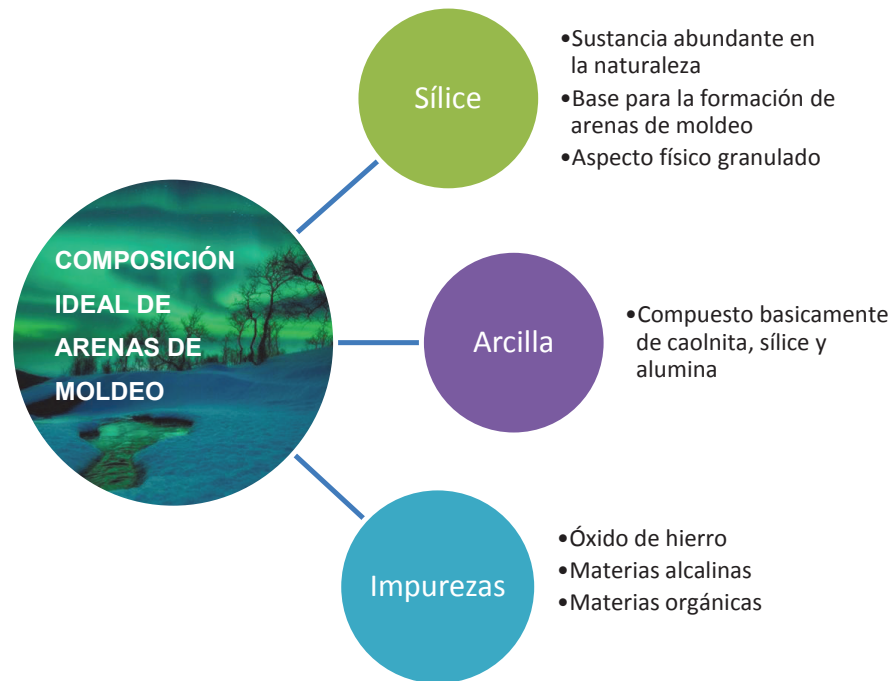 COMPOSICIÓN
IDEAL DE
ARENAS DE
MOLDEO
Sílice
•Sustancia abundante en
la naturaleza
•Base para la formación de
arenas de moldeo
•Aspecto físico granulado
Arcilla
•Compuesto basicamente
de caolnita, sílice y
alumina
Impurezas
•Óxido de hierro
•Materias alcalinas
•Materias orgánicas